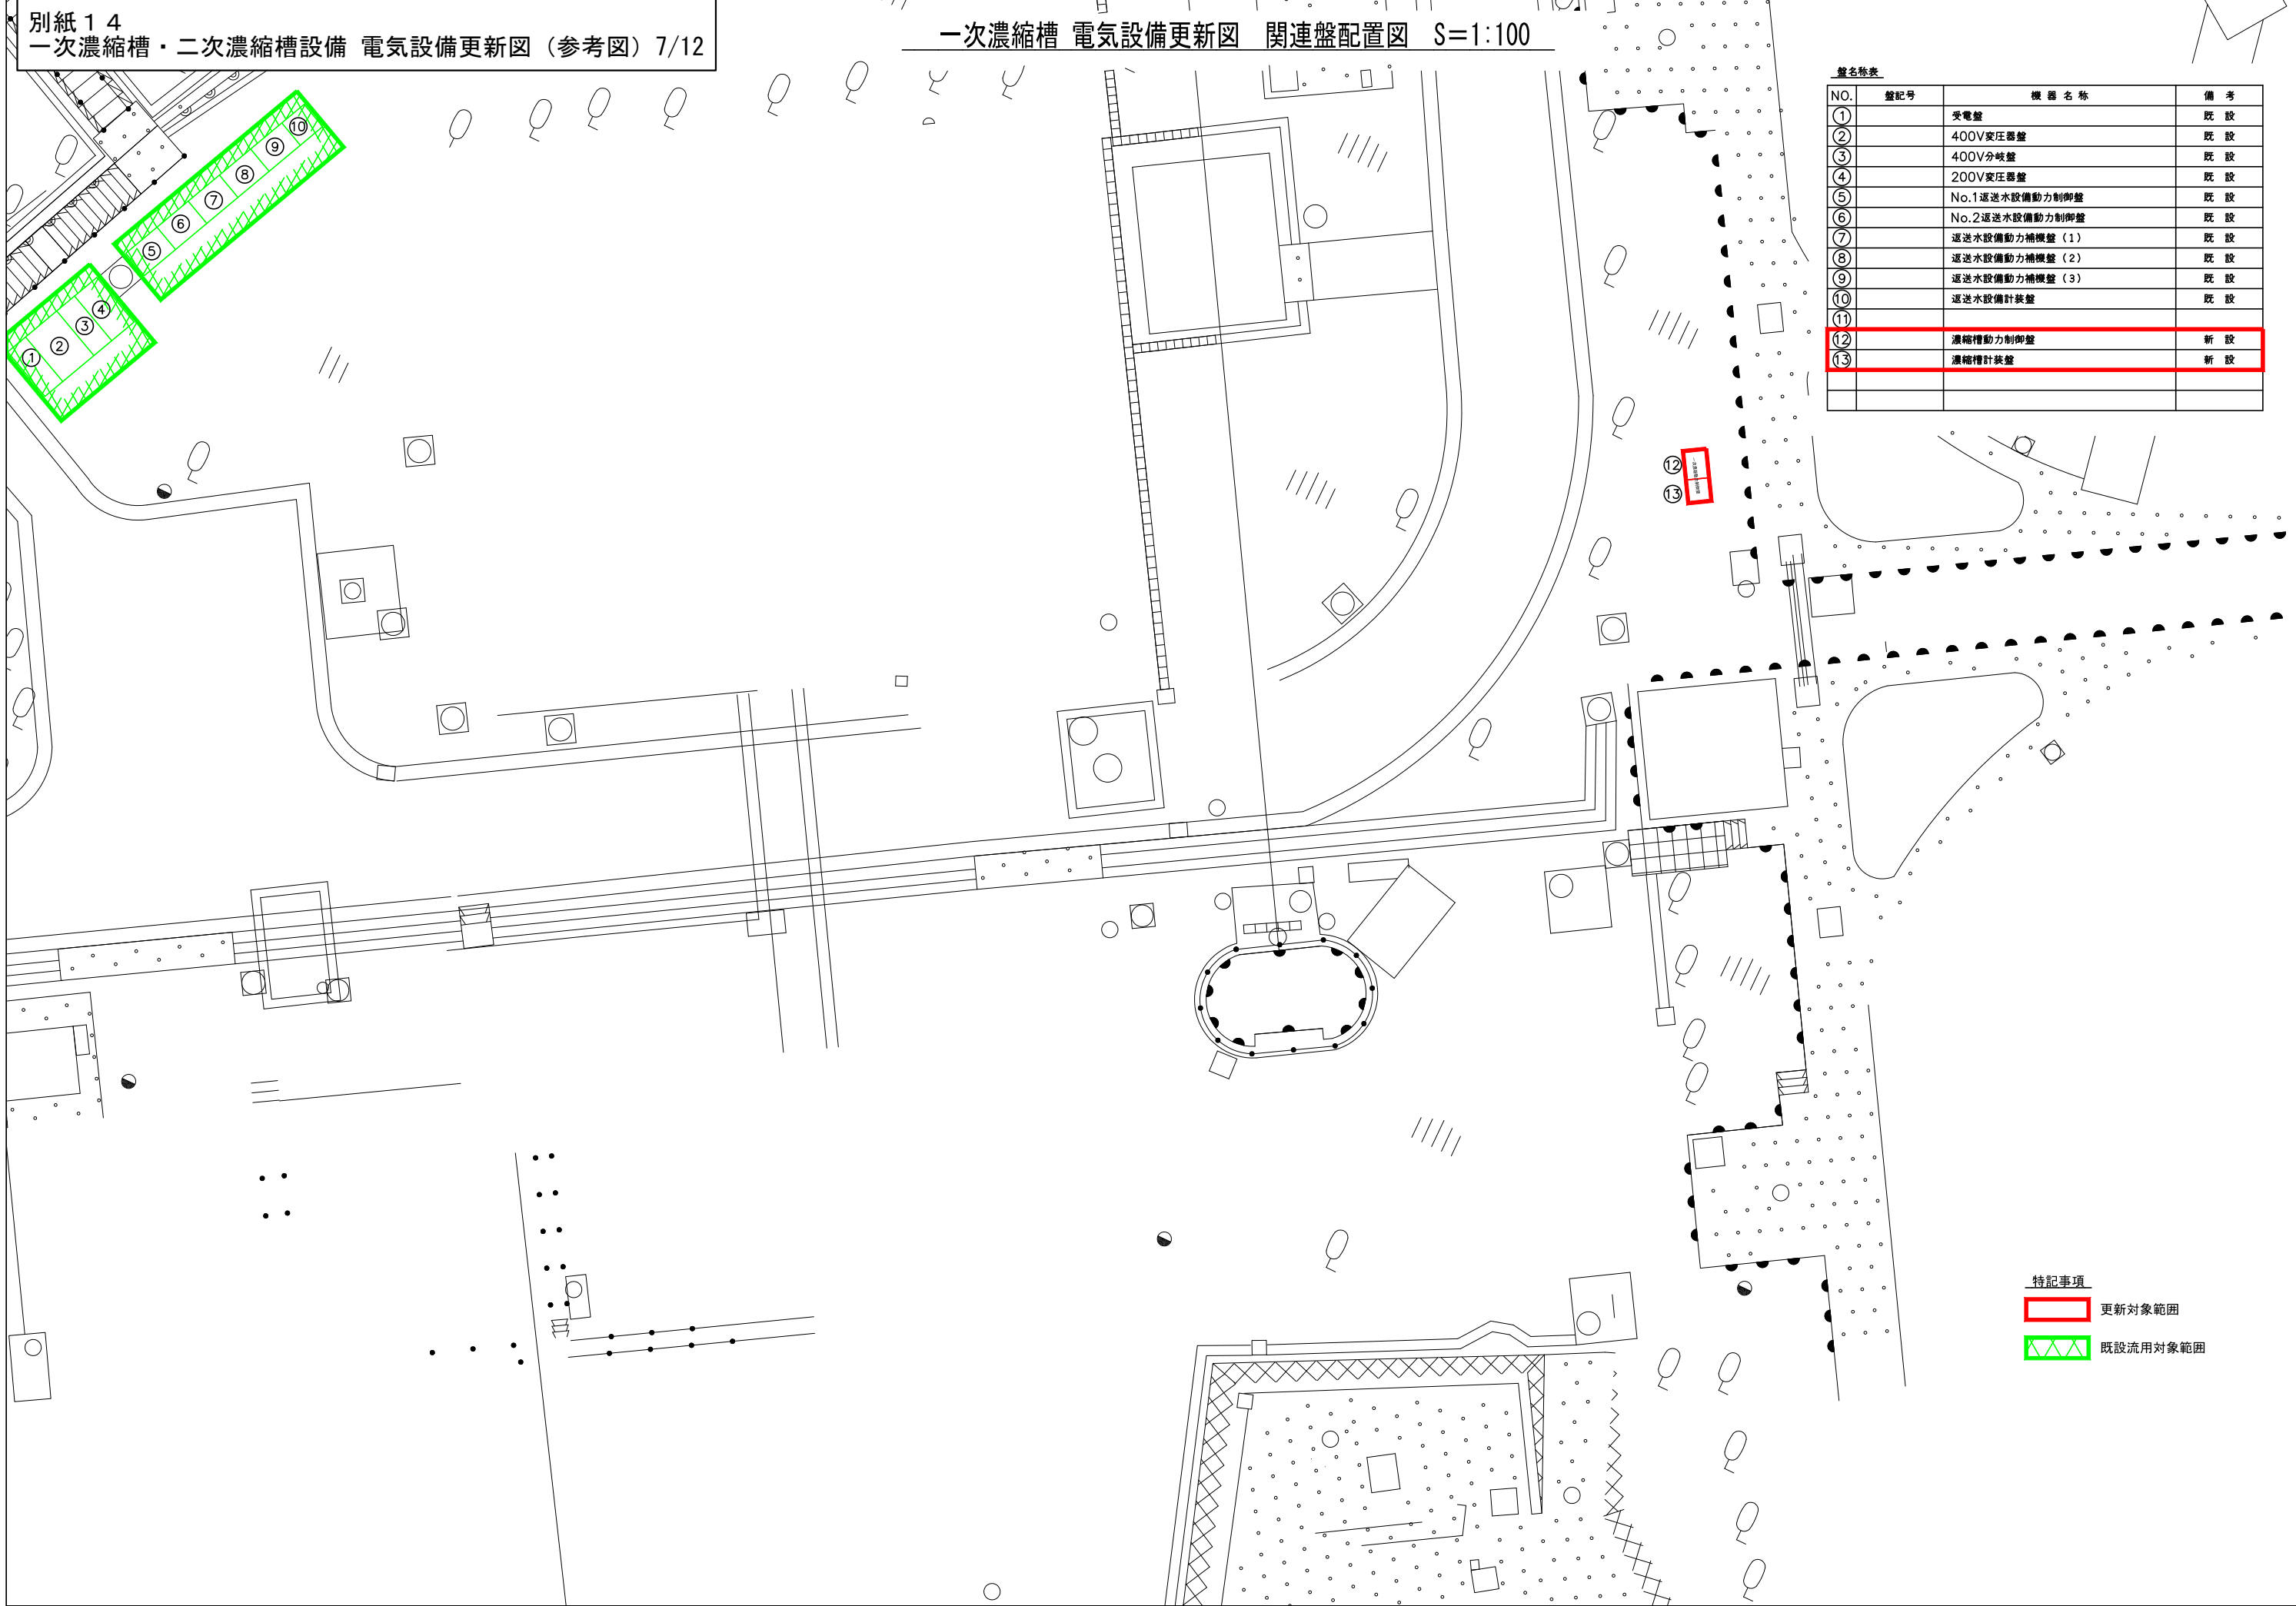 別紙14
一次濃縮槽・二次濃縮槽設備 電気設備更新図（参考図）7/12
一次濃縮槽 電気設備更新図 関連盤配置図 S=1:100
盤名称表
NO. 盤記号 機器名称 備考
① 受電盤 既設
② 400V変圧器盤 既設
③ 400V分岐盤 既設
④ 200V変圧器盤 既設
⑤ No.1返送水設備動力制御盤 既設
⑥ No.2返送水設備動力制御盤 既設
⑦ 返送水設備動力補機盤（1） 既設
⑧ 返送水設備動力補機盤（2） 既設
⑨ 返送水設備動力補機盤（3） 既設
⑩ 返送水設備計装盤 既設
⑪
⑫ 濃縮槽動力制御盤 新設
⑬ 濃縮槽計装盤 新設
⑩
⑨
⑧
⑦
⑥
⑤
④
③
②
①
⑫
⑬
特記事項
更新対象範囲
既設流用対象範囲